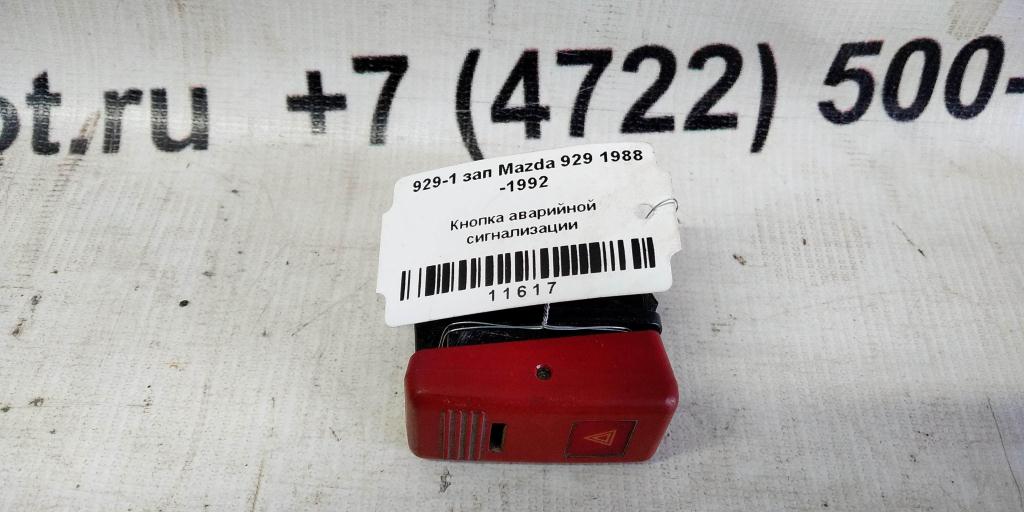 ot.ru +7 (4722) 500-
929-1 зап Mazda 929 1988
-1992
Кнопка аварийной
сигнализации
11617